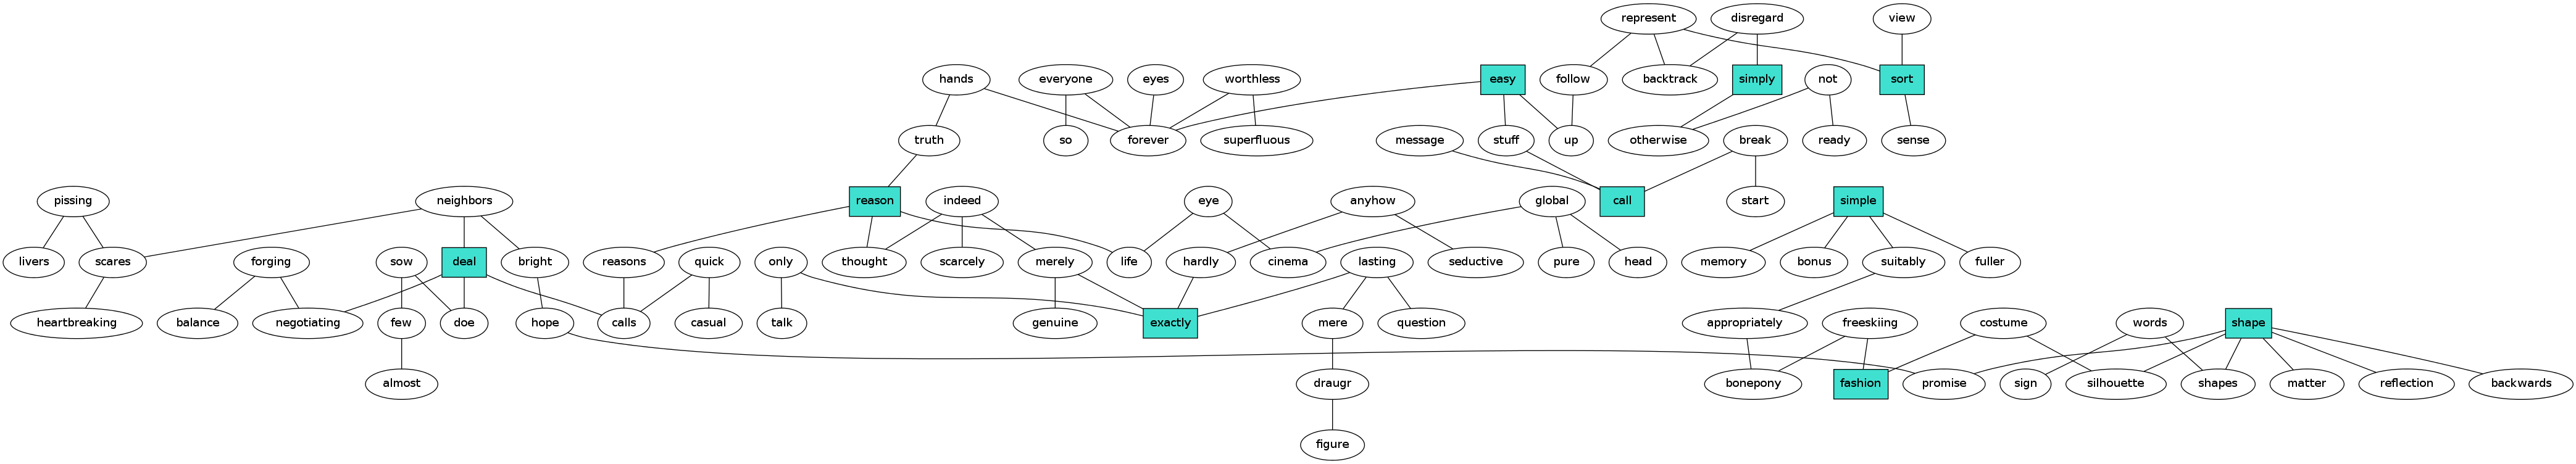 represent disregard view
hands everyone eyes worthless easy follow backtrack simply not sort
truth so forever superfluous message stuff up otherwise break ready sense
pissing neighbors reason indeed eye anyhow global call start simple
livers scares forging sow deal bright reasons quick only thought scarcely merely life hardly cinema lasting seductive pure head memory bonus suitably fuller
heartbreaking balance negotiating few doe hope calls casual talk genuine exactly mere question appropriately freeskiing costume words shape
almost draugr bonepony fashion promise sign silhouette shapes matter reflection backwards
figure